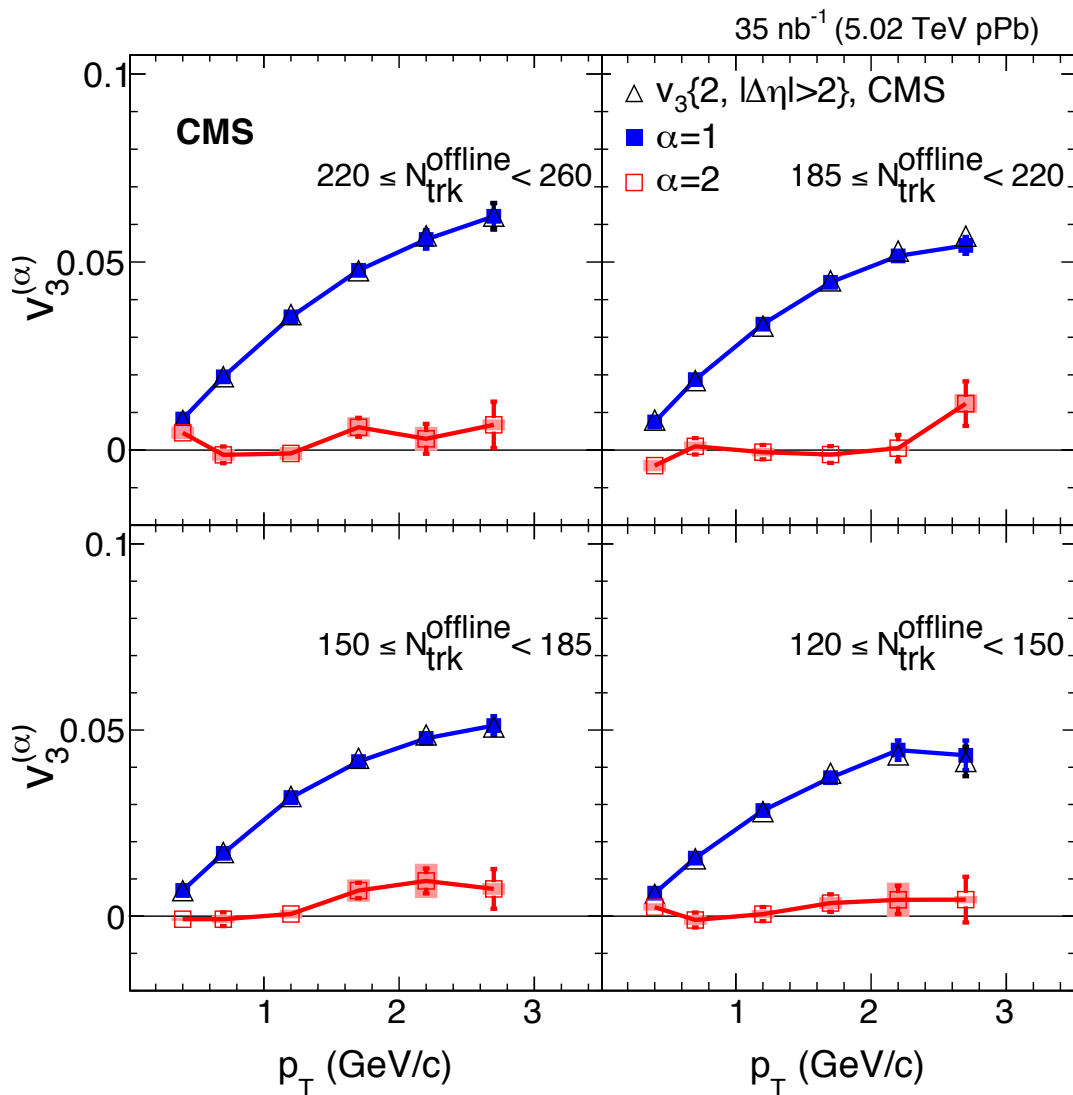 35 nb⁻¹ (5.02 TeV pPb)
0.1
CMS
△ v₃{2, |Δη|>2}, CMS
α=1
α=2
220 ≤ N_trk^offline < 260
185 ≤ N_trk^offline < 220
0.05
v₃^(α)
0
0.1
150 ≤ N_trk^offline < 185
120 ≤ N_trk^offline < 150
0.05
v₃^(α)
0
1 2 3 1 2 3
p_T (GeV/c) p_T (GeV/c)